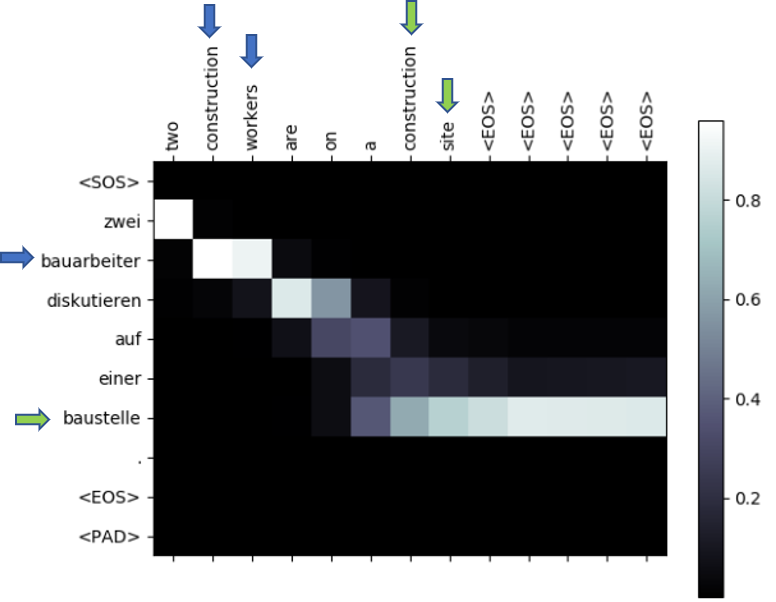 two construction workers are on a construction site <EOS> <EOS> <EOS> <EOS> <EOS>
<SOS>
zwei
bauarbeiter
diskutieren
auf
einer
baustelle
.
<EOS>
<PAD>
0.8
0.6
0.4
0.2